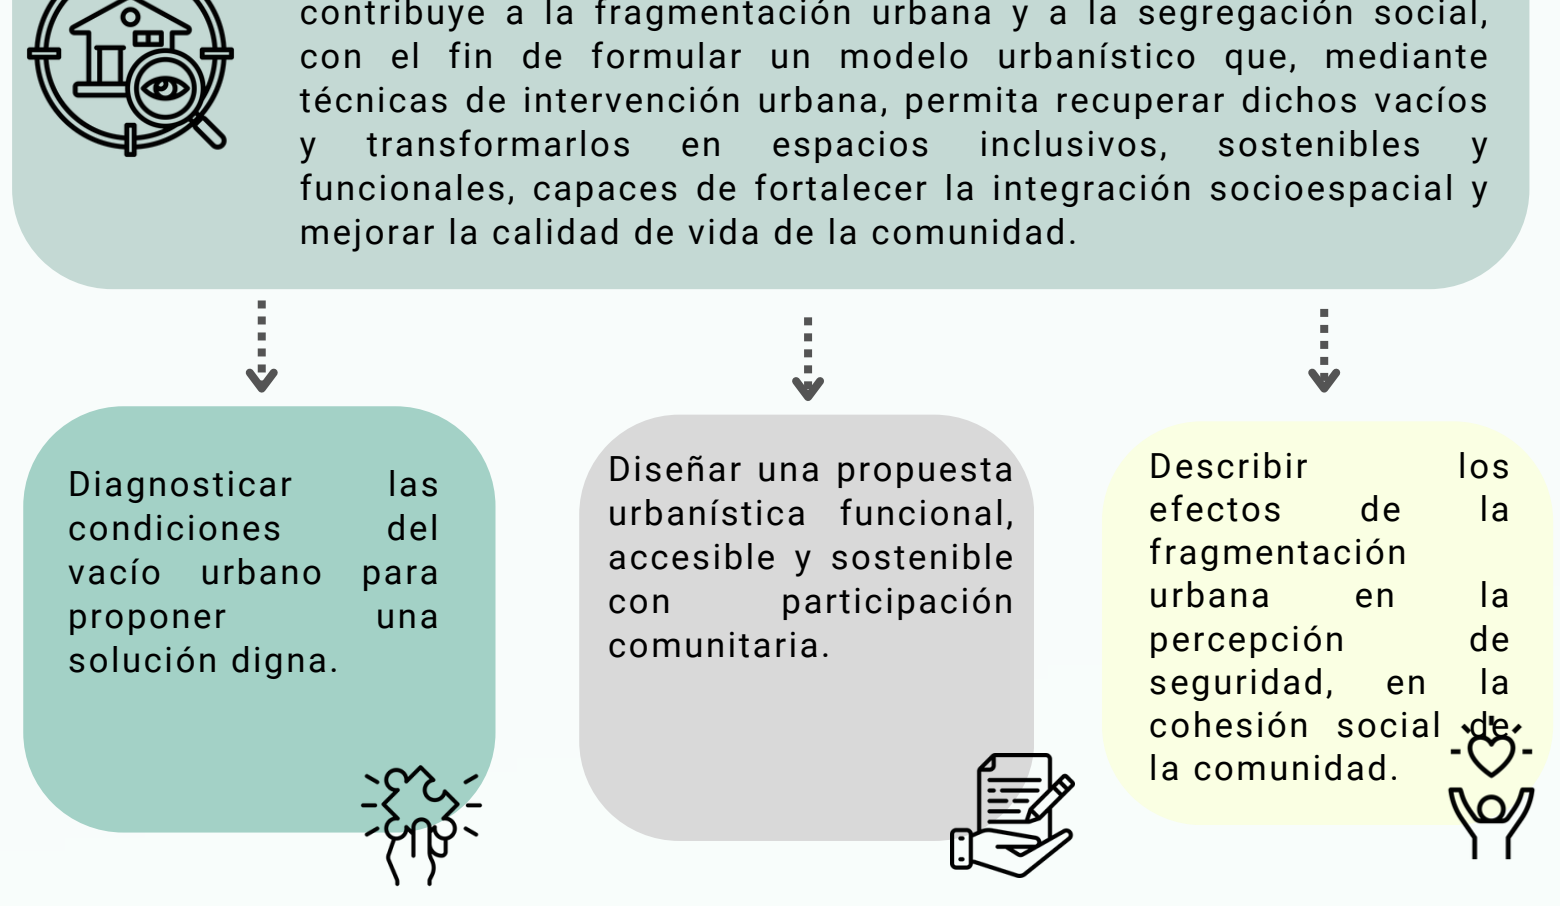 contribuye a la fragmentación urbana y a la segregación social,
con el fin de formular un modelo urbanístico que, mediante
técnicas de intervención urbana, permita recuperar dichos vacíos
y transformarlos en espacios inclusivos, sostenibles y
funcionales, capaces de fortalecer la integración socioespacial y
mejorar la calidad de vida de la comunidad.
Diagnosticar las
condiciones del
vacío urbano para
proponer una
solución digna.
Diseñar una propuesta
urbanística funcional,
accesible y sostenible
con participación
comunitaria.
Describir los
efectos de la
fragmentación
urbana en la
percepción de
seguridad, en la
cohesión social de
la comunidad.